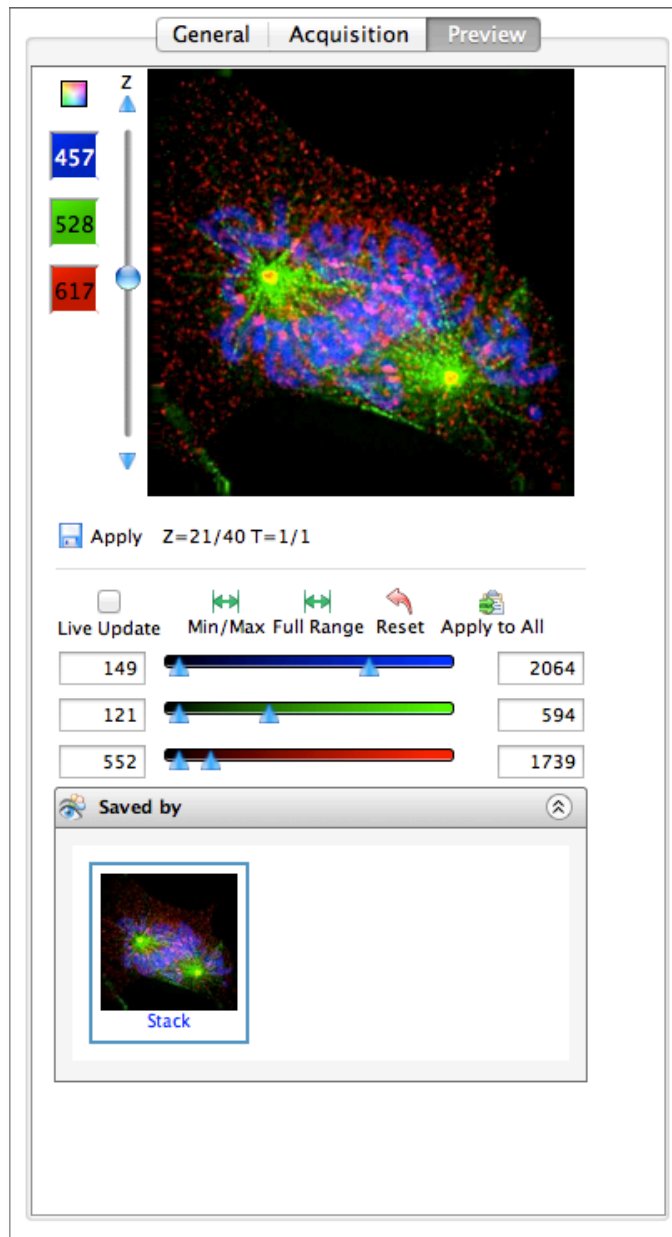 General Acquisition Preview
Z
457
528
617
Apply Z=21/40 T=1/1
Live Update Min/Max Full Range Reset Apply to All
149 2064
121 594
552 1739
Saved by
Stack